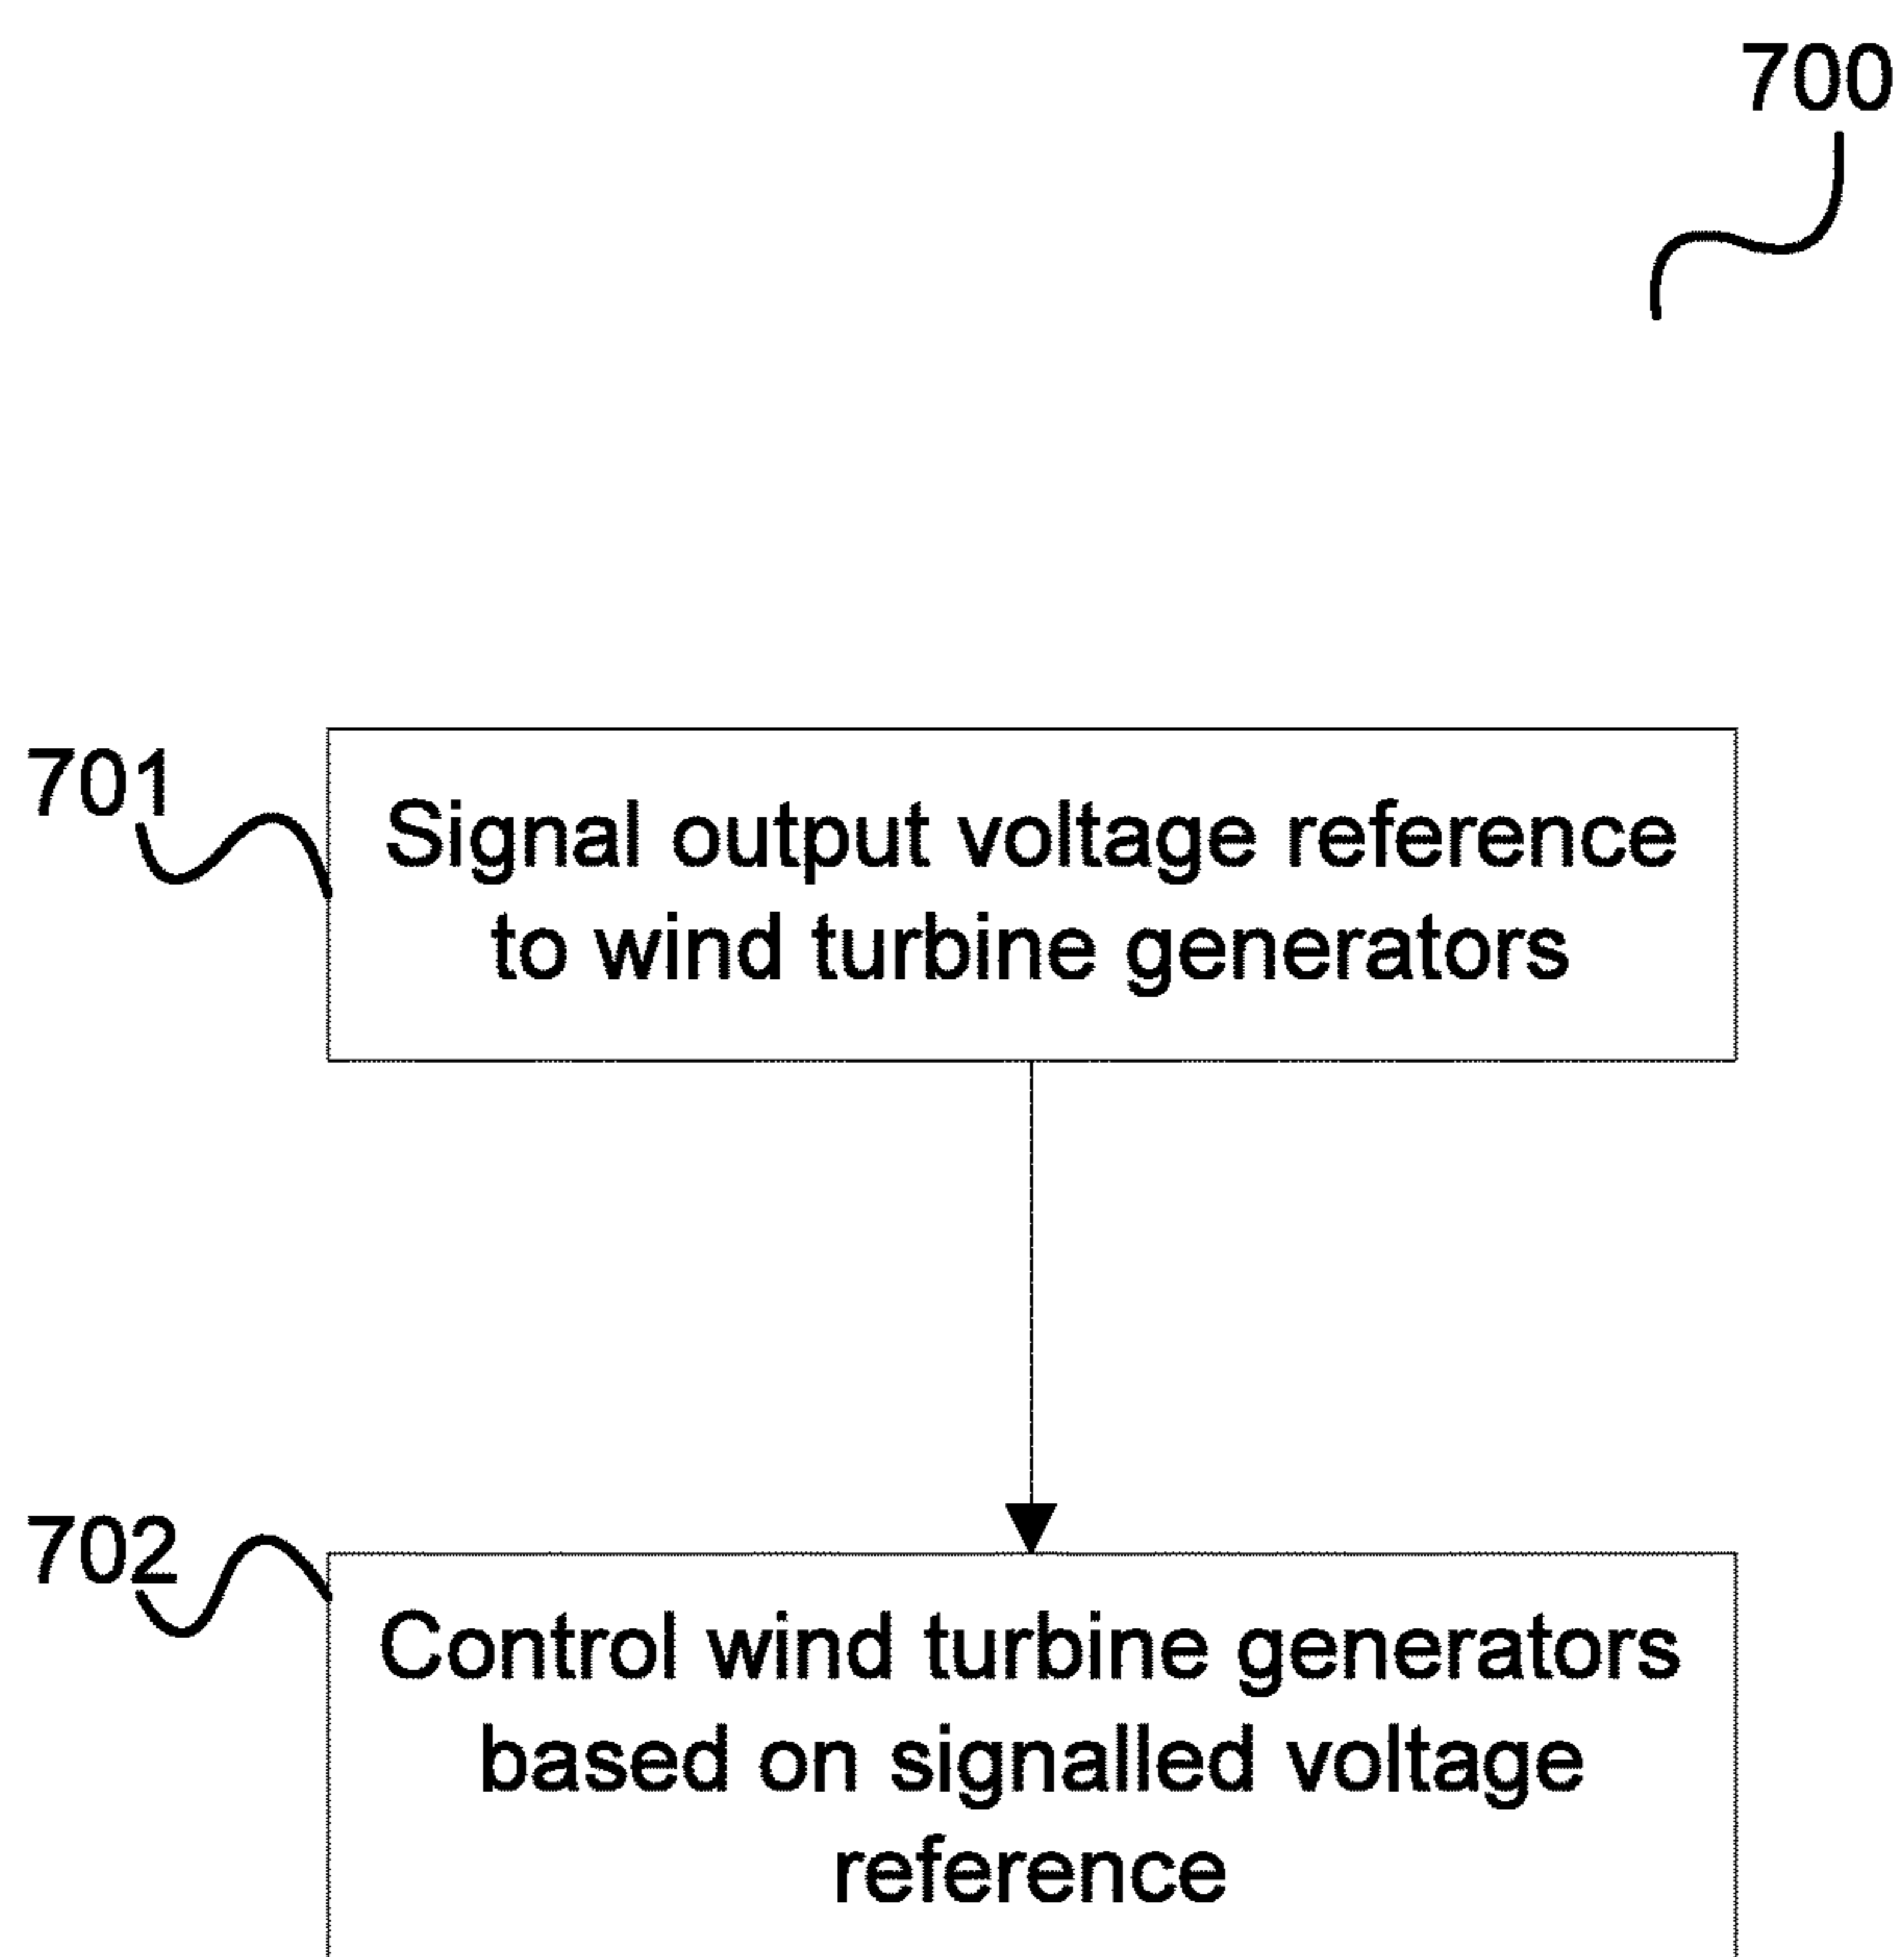 700
701
Signal output voltage reference
to wind turbine generators
702
Control wind turbine generators
based on signalled voltage
reference